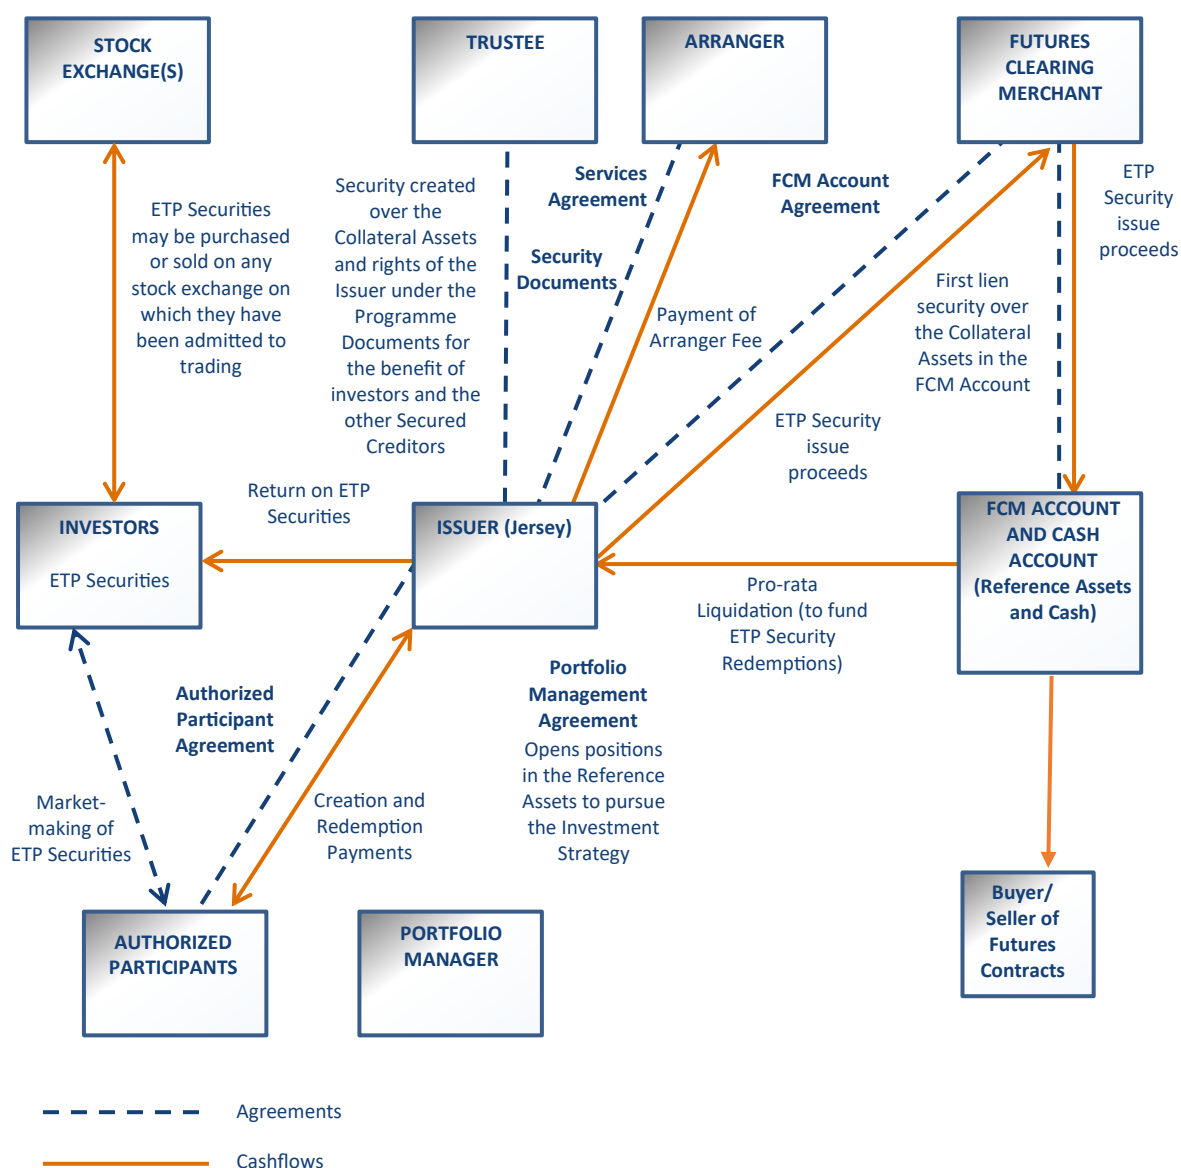 STOCK
EXCHANGE(S)
TRUSTEE
ARRANGER
FUTURES
CLEARING
MERCHANT
ETP Securities
may be purchased
or sold on any
stock exchange on
which they have
been admitted to
trading
Security created
over the
Collateral Assets
and rights of the
Issuer under the
Programme
Documents for
the benefit of
investors and the
other Secured
Creditors
Services
Agreement
Security
Documents
FCM Account
Agreement
ETP
Security
issue
proceeds
Payment of
Arranger Fee
First lien
security over
the Collateral
Assets in the
FCM Account
ETP Security
issue
proceeds
Return on ETP
Securities
INVESTORS
ETP Securities
ISSUER (Jersey)
FCM ACCOUNT
AND CASH
ACCOUNT
(Reference Assets
and Cash)
Pro-rata
Liquidation (to fund
ETP Security
Redemptions)
Authorized
Participant
Agreement
Portfolio
Management
Agreement
Opens positions
in the Reference
Assets to pursue
the Investment
Strategy
Market-
making of
ETP Securities
Creation and
Redemption
Payments
AUTHORIZED
PARTICIPANTS
PORTFOLIO
MANAGER
Buyer/
Seller of
Futures
Contracts
Agreements
Cashflows